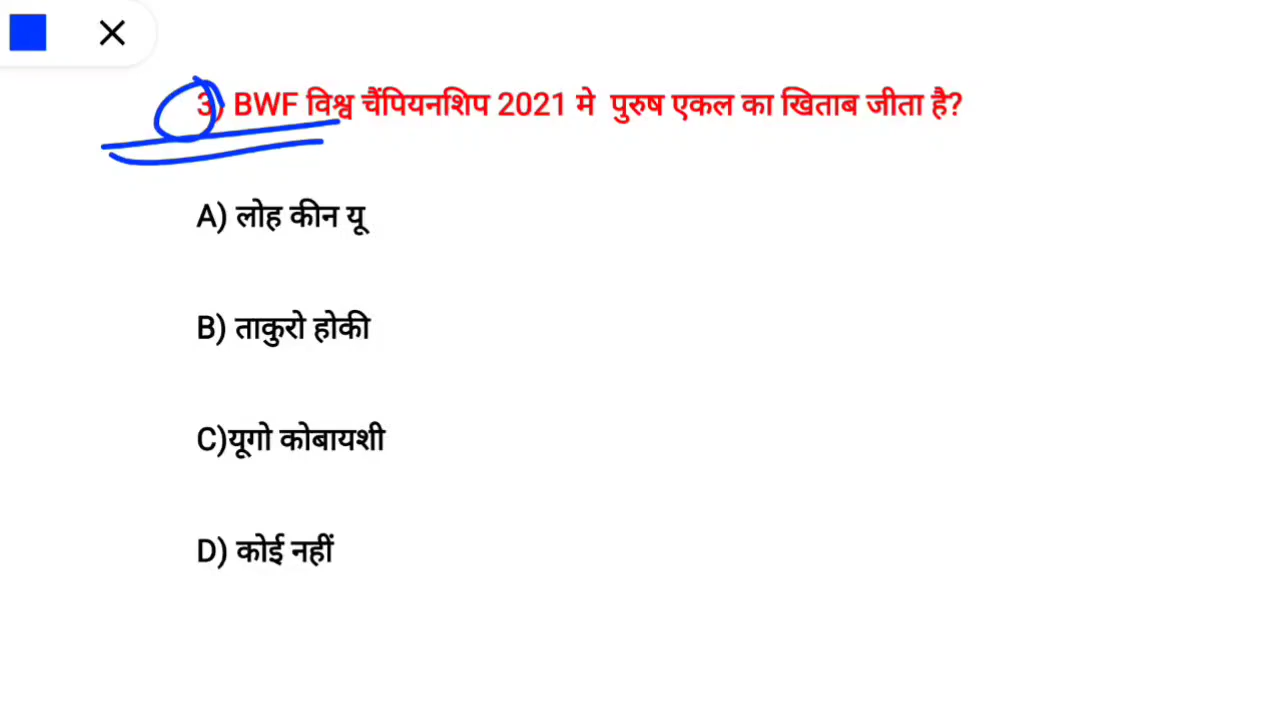 3) BWF विश्व चैंपियनशिप 2021 मे पुरुष एकल का खिताब जीता है?
A) लोह कीन यू
B) ताकुरो होकी
C)यूगो कोबायशी
D) कोई नहीं